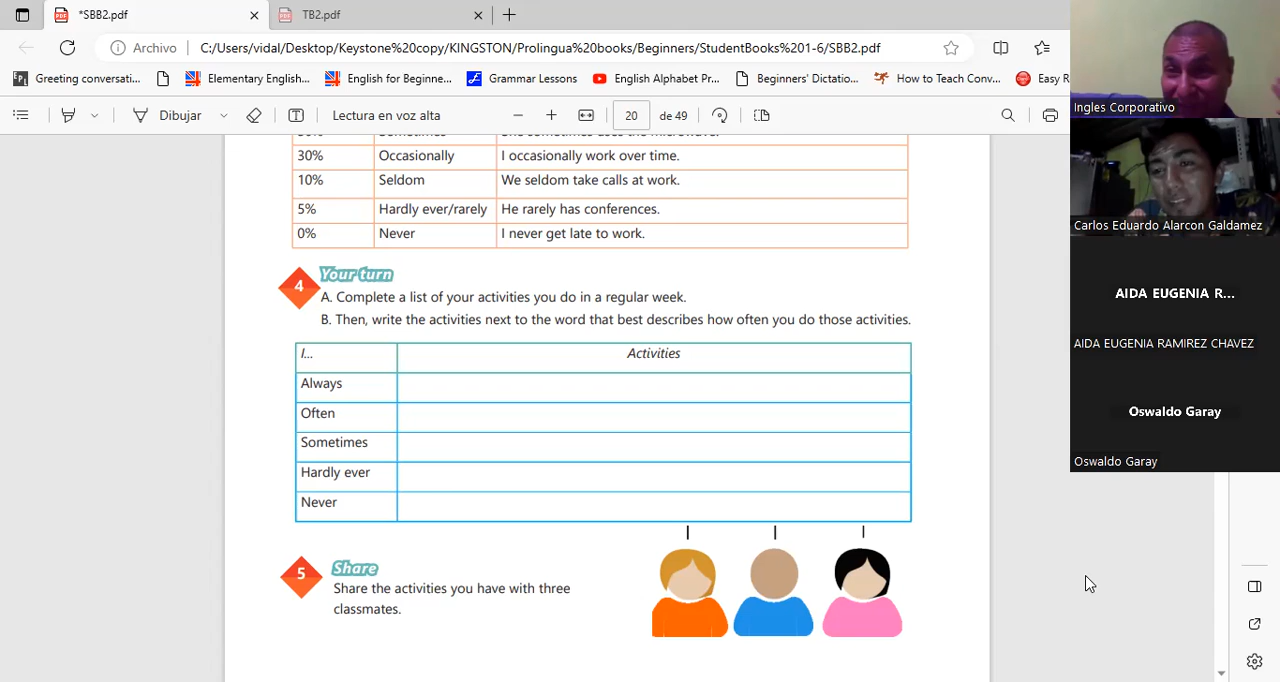 *SBB2.pdf
TB2.pdf
Archivo
C:/Users/vidal/Desktop/Keystone%20copy/KINGSTON/Prolingua%20books/Beginners/StudentBooks%201-6/SBB2.pdf
Greeting conversati...
Elementary English...
English for Beginne...
Grammar Lessons
English Alphabet Pr...
Beginners' Dictatio...
How to Teach Conv...
Easy R
Dibujar
Lectura en voz alta
20 de 49
30% Occasionally I occasionally work over time.
10% Seldom We seldom take calls at work.
5% Hardly ever/rarely He rarely has conferences.
0% Never I never get late to work.
4 Your turn
A. Complete a list of your activities you do in a regular week.
B. Then, write the activities next to the word that best describes how often you do those activities.
I... Activities
Always
Often
Sometimes
Hardly ever
Never
5 Share
Share the activities you have with three
classmates.
Ingles Corporativo
Carlos Eduardo Alarcon Galdamez
AIDA EUGENIA R...
AIDA EUGENIA RAMIREZ CHAVEZ
Oswaldo Garay
Oswaldo Garay